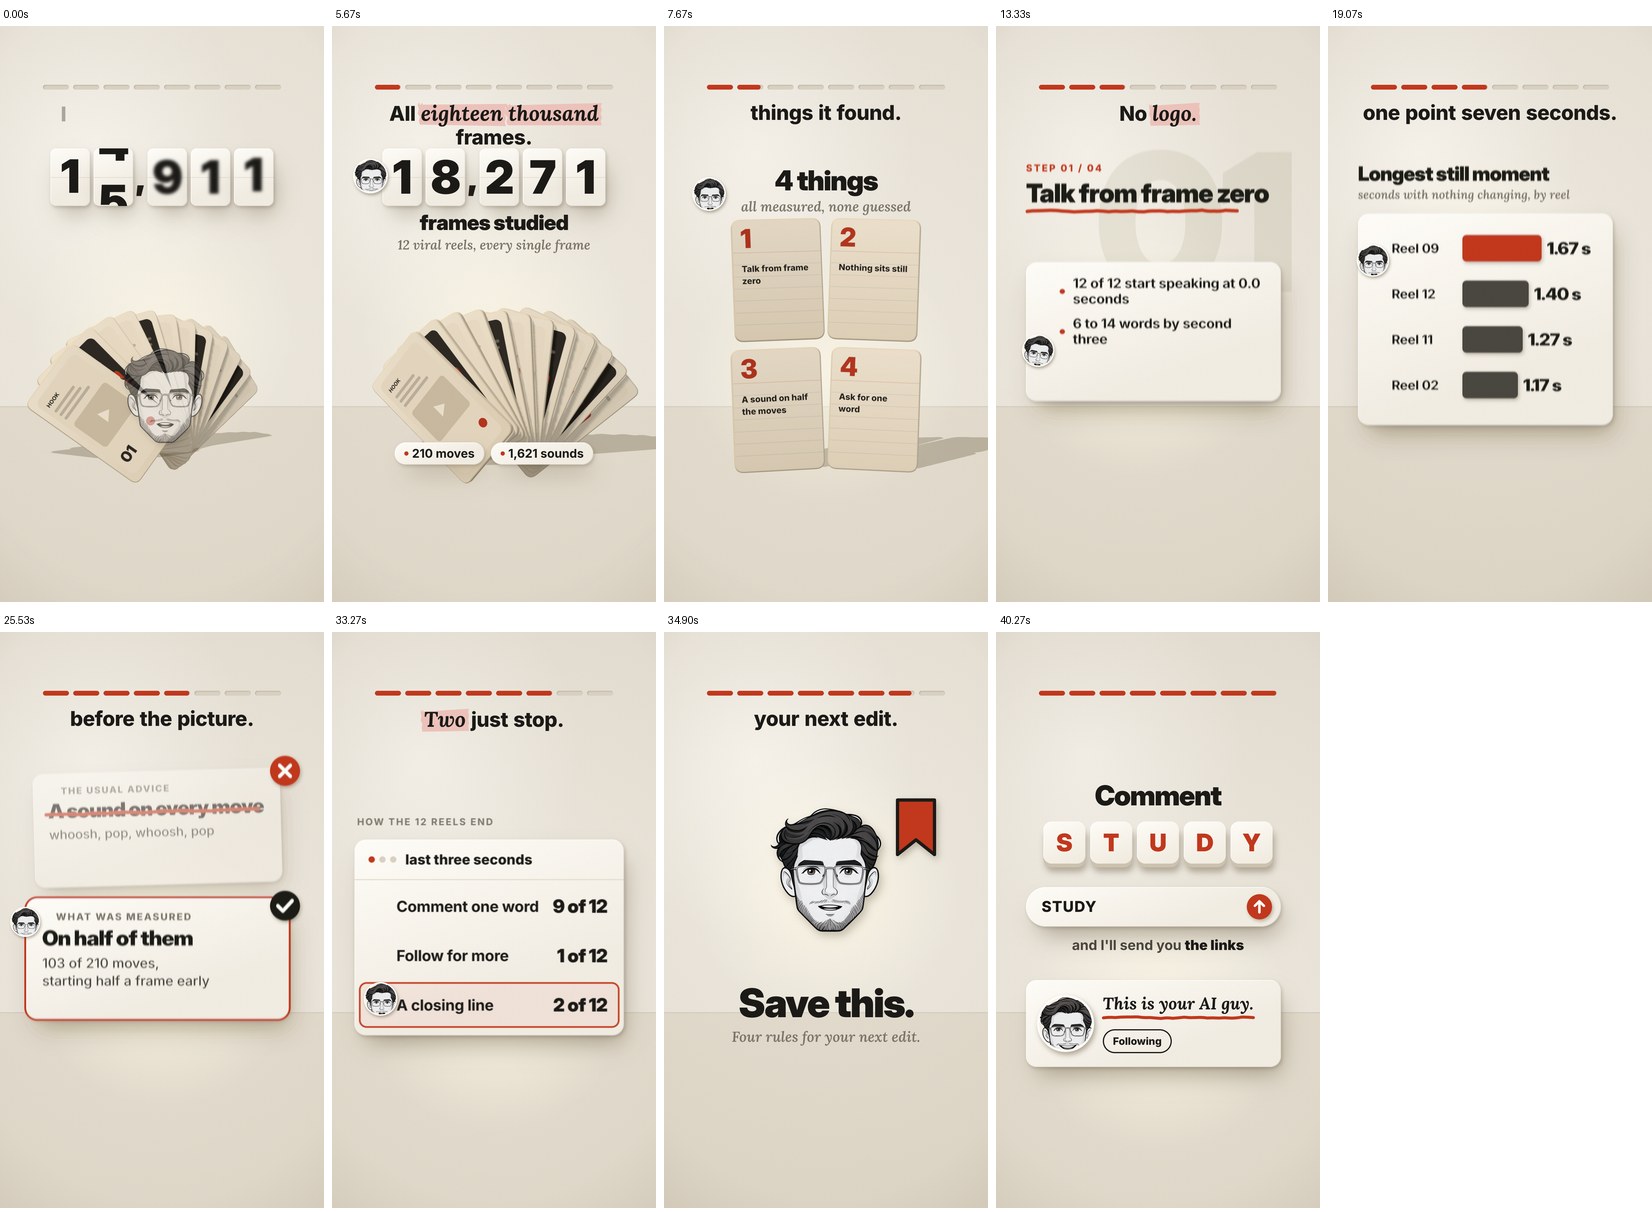 0.00s
I
1
5,911
HOOK
01
5.67s
All eighteen thousand
frames.
18,271
frames studied
12 viral reels, every single frame
HOOK
210 moves
1,621 sounds
7.67s
things it found.
4 things
all measured, none guessed
1
Talk from frame
zero
2
Nothing sits still
3
A sound on half
the moves
4
Ask for one
word
13.33s
No logo.
01
STEP 01 / 04
Talk from frame zero
12 of 12 start speaking at 0.0
seconds
6 to 14 words by second
three
19.07s
one point seven seconds.
Longest still moment
seconds with nothing changing, by reel
Reel 09 1.67 s
Reel 12 1.40 s
Reel 11 1.27 s
Reel 02 1.17 s
25.53s
before the picture.
THE USUAL ADVICE
A sound on every move
whoosh, pop, whoosh, pop
WHAT WAS MEASURED
On half of them
103 of 210 moves,
starting half a frame early
33.27s
Two just stop.
HOW THE 12 REELS END
last three seconds
Comment one word 9 of 12
Follow for more 1 of 12
A closing line 2 of 12
34.90s
your next edit.
Save this.
Four rules for your next edit.
40.27s
Comment
STUDY
STUDY
and I'll send you the links
This is your AI guy.
Following